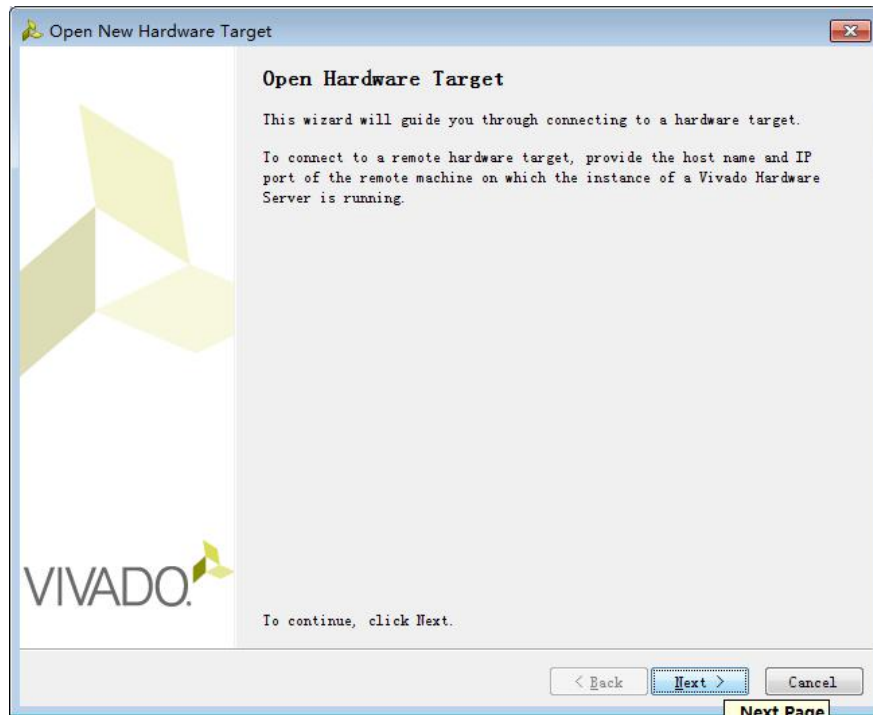 Open New Hardware Target
Open Hardware Target
This wizard will guide you through connecting to a hardware target.
To connect to a remote hardware target, provide the host name and IP
port of the remote machine on which the instance of a Vivado Hardware
Server is running.
VIVADO.
To continue, click Next.
< Back
Next >
Cancel
Next Page